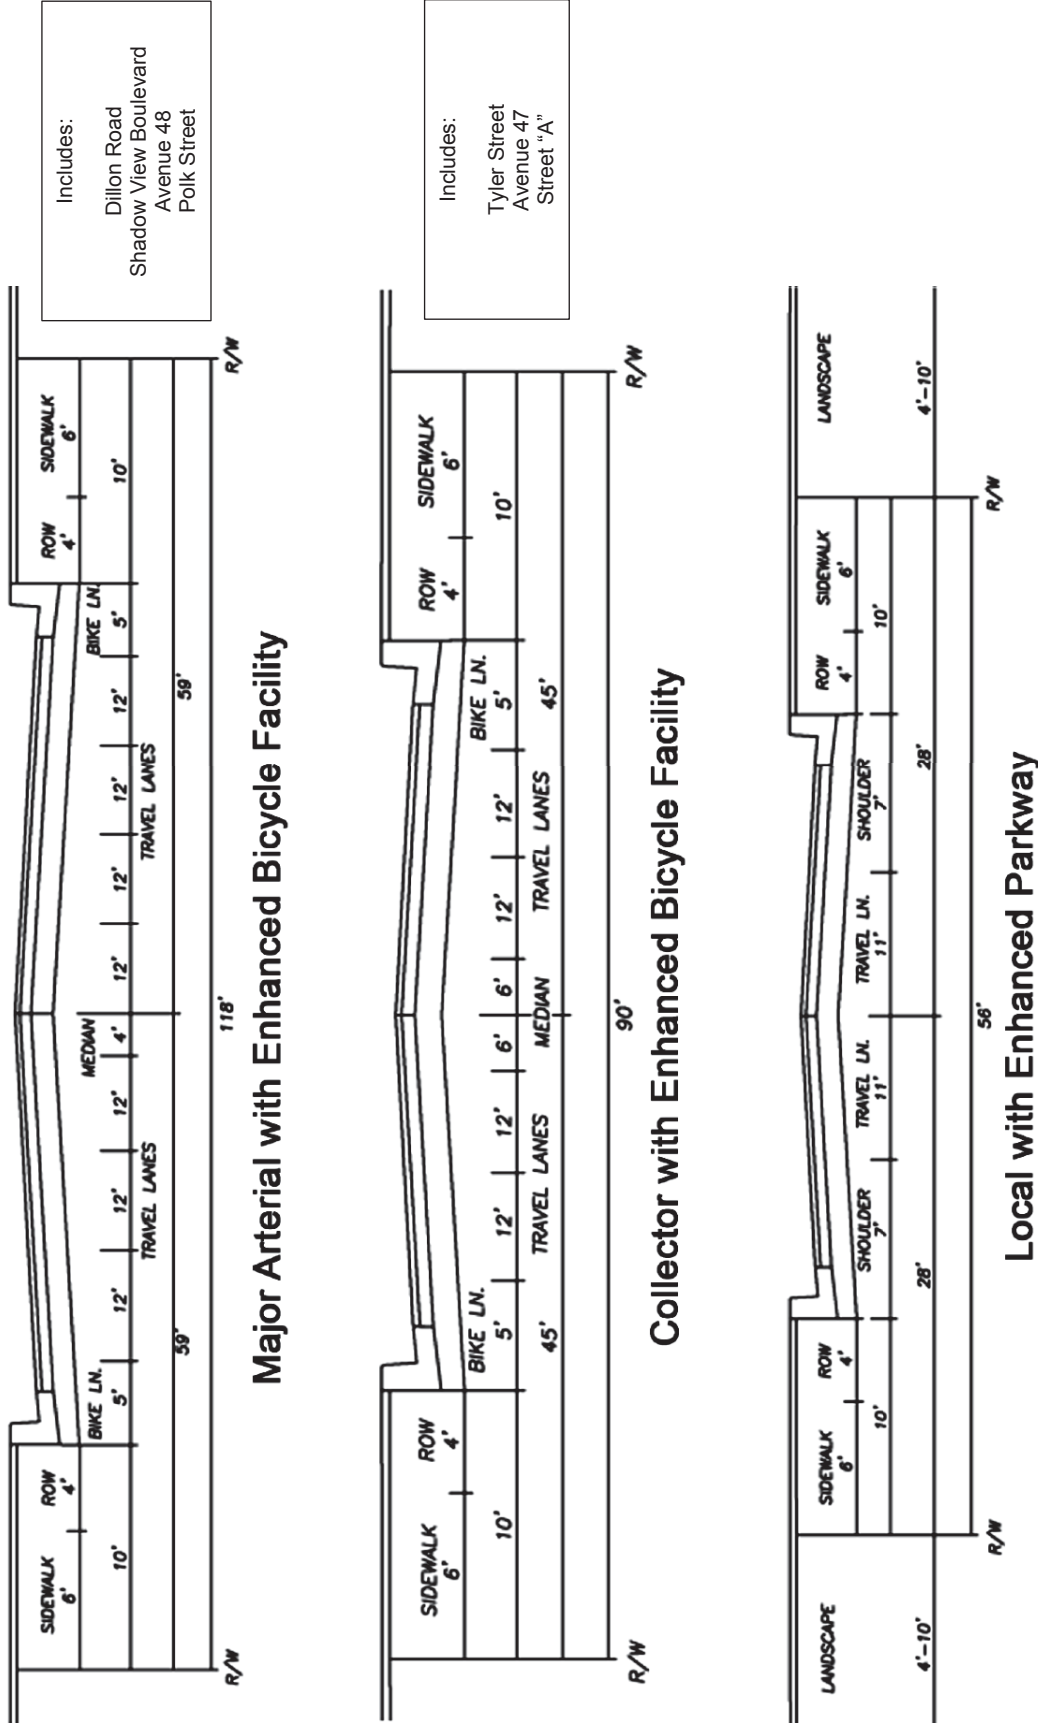 SIDEWALK ROW ROW SIDEWALK
6' 4' 4' 6'
BIKE LN. MEDIAN BIKE LN.
10' 5' 12' 12' 12' 4' 12' 12' 12' 12' 5' 10'
TRAVEL LANES TRAVEL LANES
59' 59'
R/W 118' R/W
Major Arterial with Enhanced Bicycle Facility
Includes:
Dillon Road
Shadow View Boulevard
Avenue 48
Polk Street
SIDEWALK ROW ROW SIDEWALK
6' 4' 4' 6'
BIKE LN. BIKE LN.
10' 5' 12' 12' 6' 6' 12' 12' 5' 10'
45' TRAVEL LANES MEDIAN TRAVEL LANES 45'
R/W 90' R/W
Collector with Enhanced Bicycle Facility
Includes:
Tyler Street
Avenue 47
Street “A”
LANDSCAPE SIDEWALK ROW ROW SIDEWALK LANDSCAPE
6' 4' 4' 6'
SHOULDER TRAVEL LN. TRAVEL LN. SHOULDER
10' 7' 11' 11' 7' 10'
4'-10' 28' 28' 4'-10'
R/W 56' R/W
Local with Enhanced Parkway